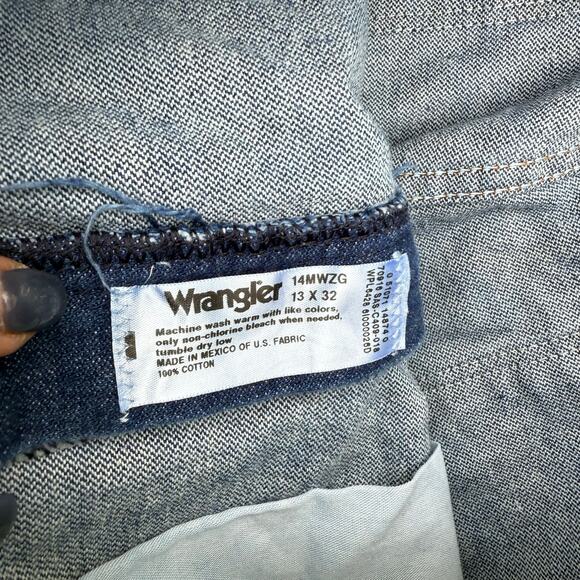 Wrangler 14MWZG
13 X 32
Machine wash warm with like colors,
only non-chlorine bleach when needed,
tumble dry low
MADE IN MEXICO OF U.S. FABRIC
100% COTTON